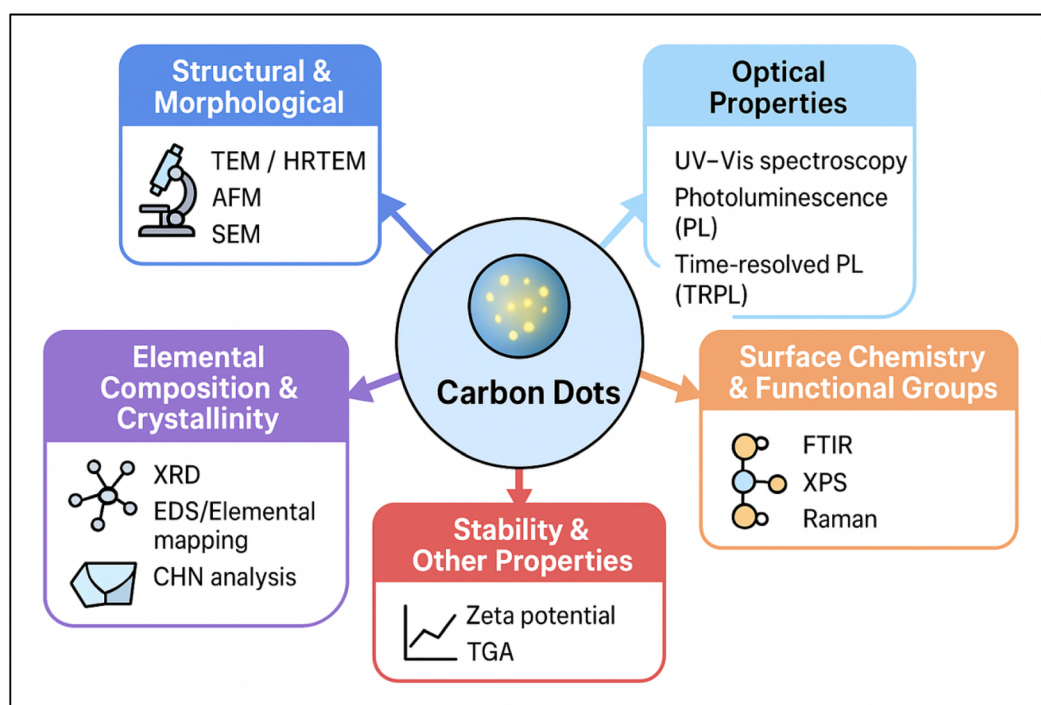 Structural &
Morphological
TEM / HRTEM
AFM
SEM
Optical
Properties
UV–Vis spectroscopy
Photoluminescence
(PL)
Time-resolved PL
(TRPL)
Carbon Dots
Elemental
Composition &
Crystallinity
XRD
EDS/Elemental
mapping
CHN analysis
Surface Chemistry
& Functional Groups
FTIR
XPS
Raman
Stability &
Other Properties
Zeta potential
TGA